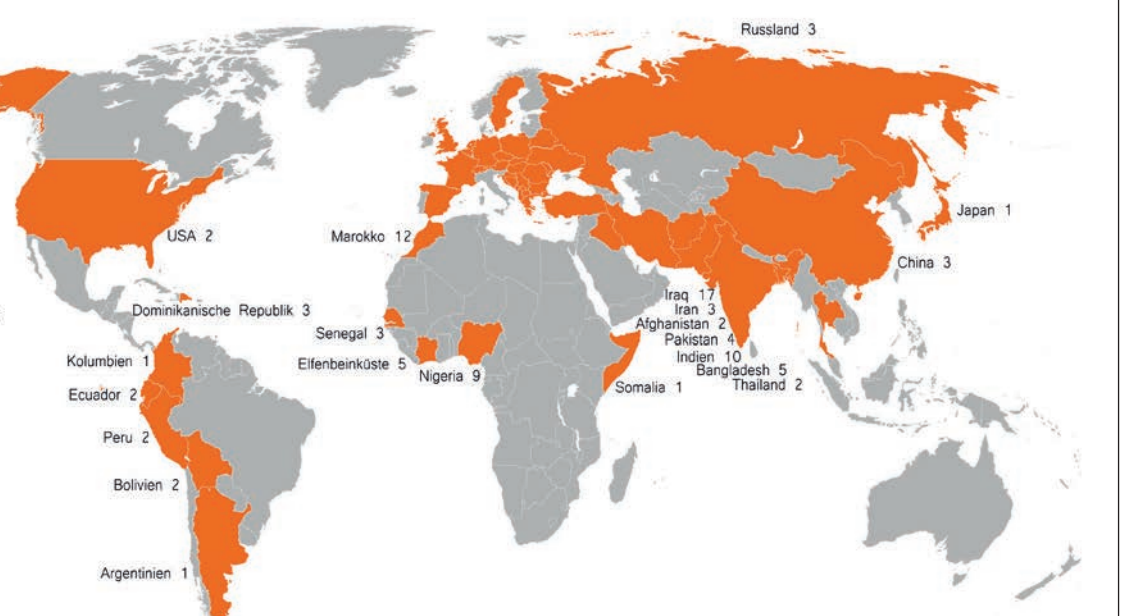 Russland 3
Japan 1
USA 2
Marokko 12
China 3
Iraq 17
Dominikanische Republik 3
Iran 3
Afghanistan 2
Senegal 3
Pakistan 4
Indien 10
Kolumbien 1
Elfenbeinküste 5
Bangladesh 5
Nigeria 9
Thailand 2
Somalia 1
Ecuador 2
Peru 2
Bolivien 2
Argentinien 1